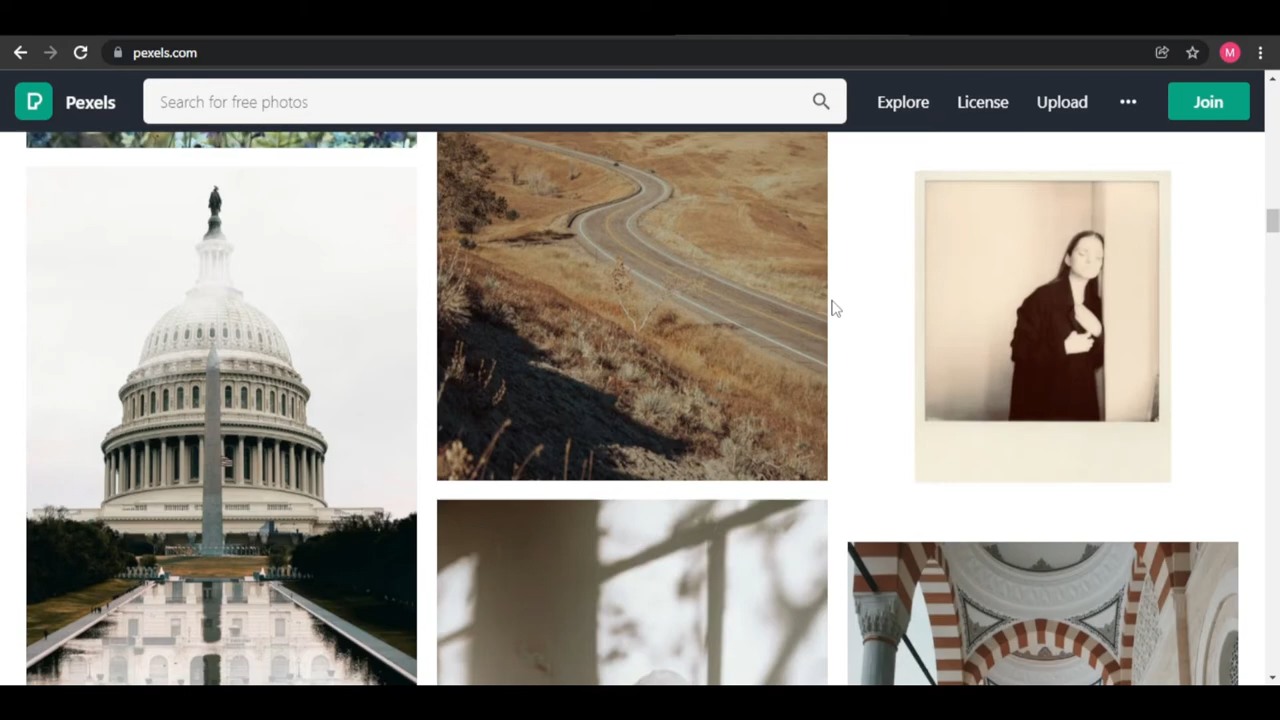 pexels.com
M
Pexels
Search for free photos
Explore
License
Upload
Join